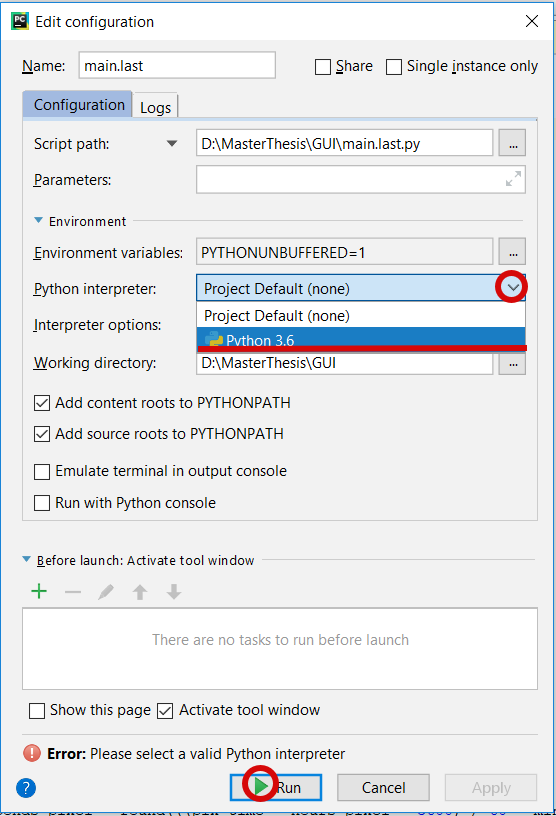 PC Edit configuration
Name: main.last Share Single instance only
Configuration Logs
Script path: D:\MasterThesis\GUI\main.last.py ...
Parameters:
Environment
Environment variables: PYTHONUNBUFFERED=1 ...
Python interpreter: Project Default (none)
Project Default (none)
Interpreter options:
Python 3.6
Working directory: D:\MasterThesis\GUI ...
Add content roots to PYTHONPATH
Add source roots to PYTHONPATH
Emulate terminal in output console
Run with Python console
Before launch: Activate tool window
There are no tasks to run before launch
Show this page Activate tool window
Error: Please select a valid Python interpreter
? Run Cancel Apply